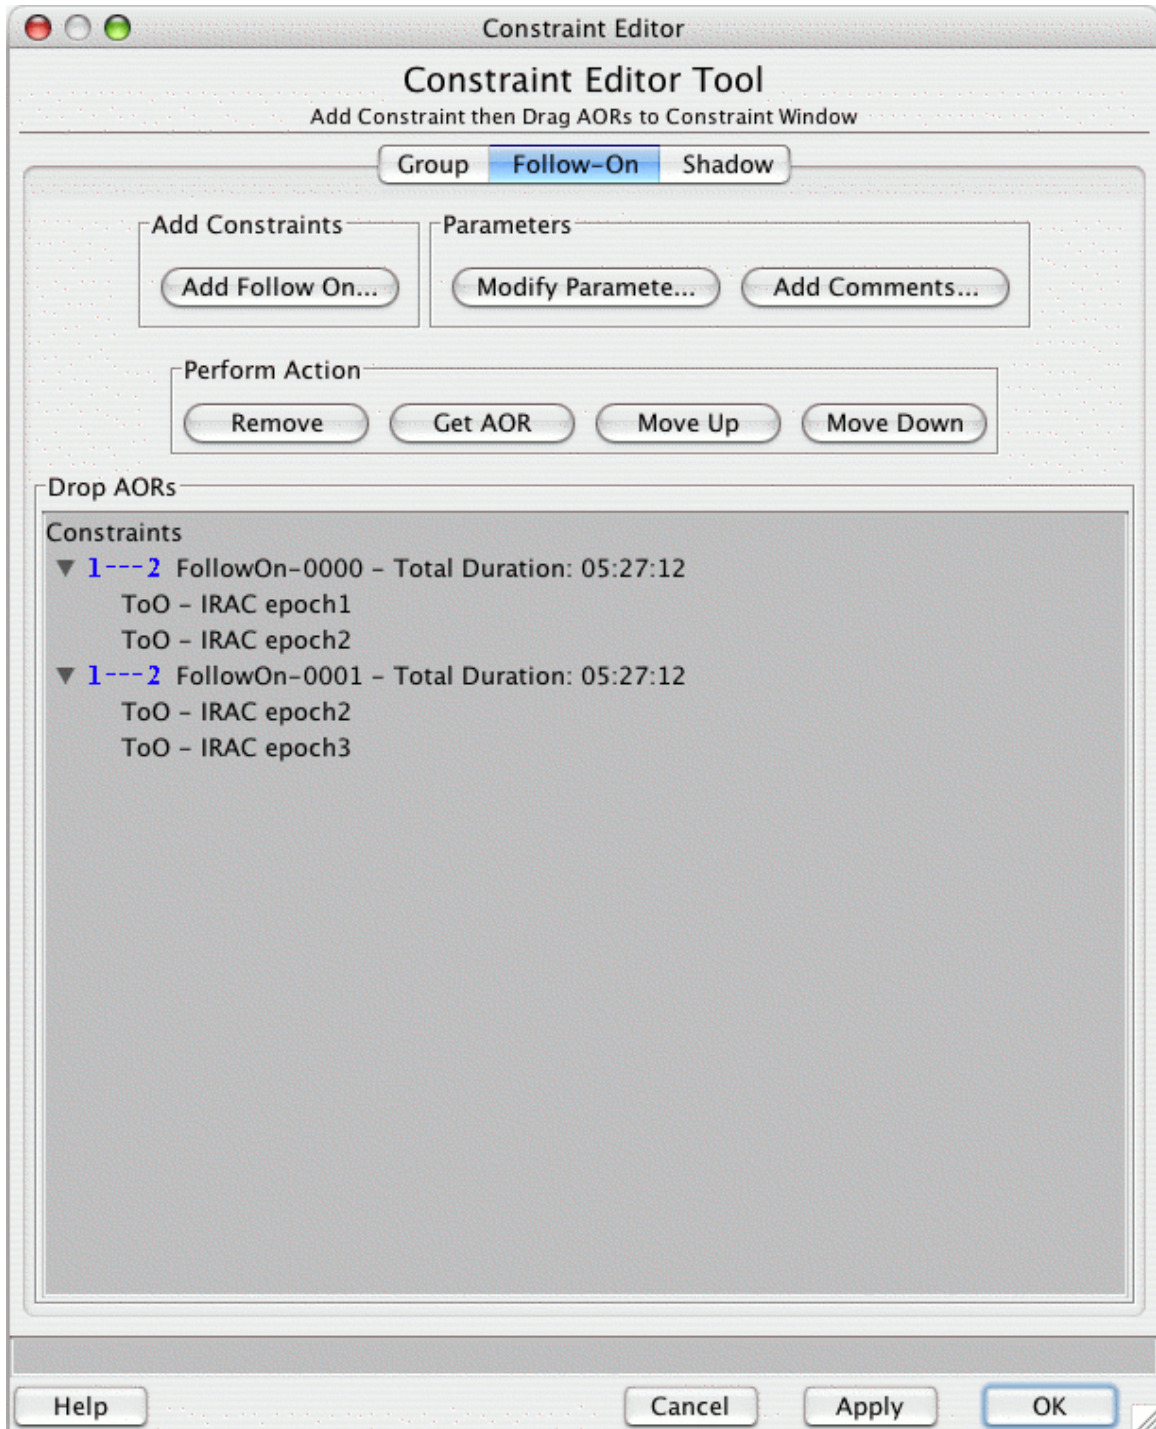 Constraint Editor
Constraint Editor Tool
Add Constraint then Drag AORs to Constraint Window
Group Follow-On Shadow
Add Constraints Parameters
Add Follow On... Modify Paramete... Add Comments...
Perform Action
Remove Get AOR Move Up Move Down
Drop AORs
Constraints
1---2 FollowOn-0000 - Total Duration: 05:27:12
ToO - IRAC epoch1
ToO - IRAC epoch2
1---2 FollowOn-0001 - Total Duration: 05:27:12
ToO - IRAC epoch2
ToO - IRAC epoch3
Help Cancel Apply OK